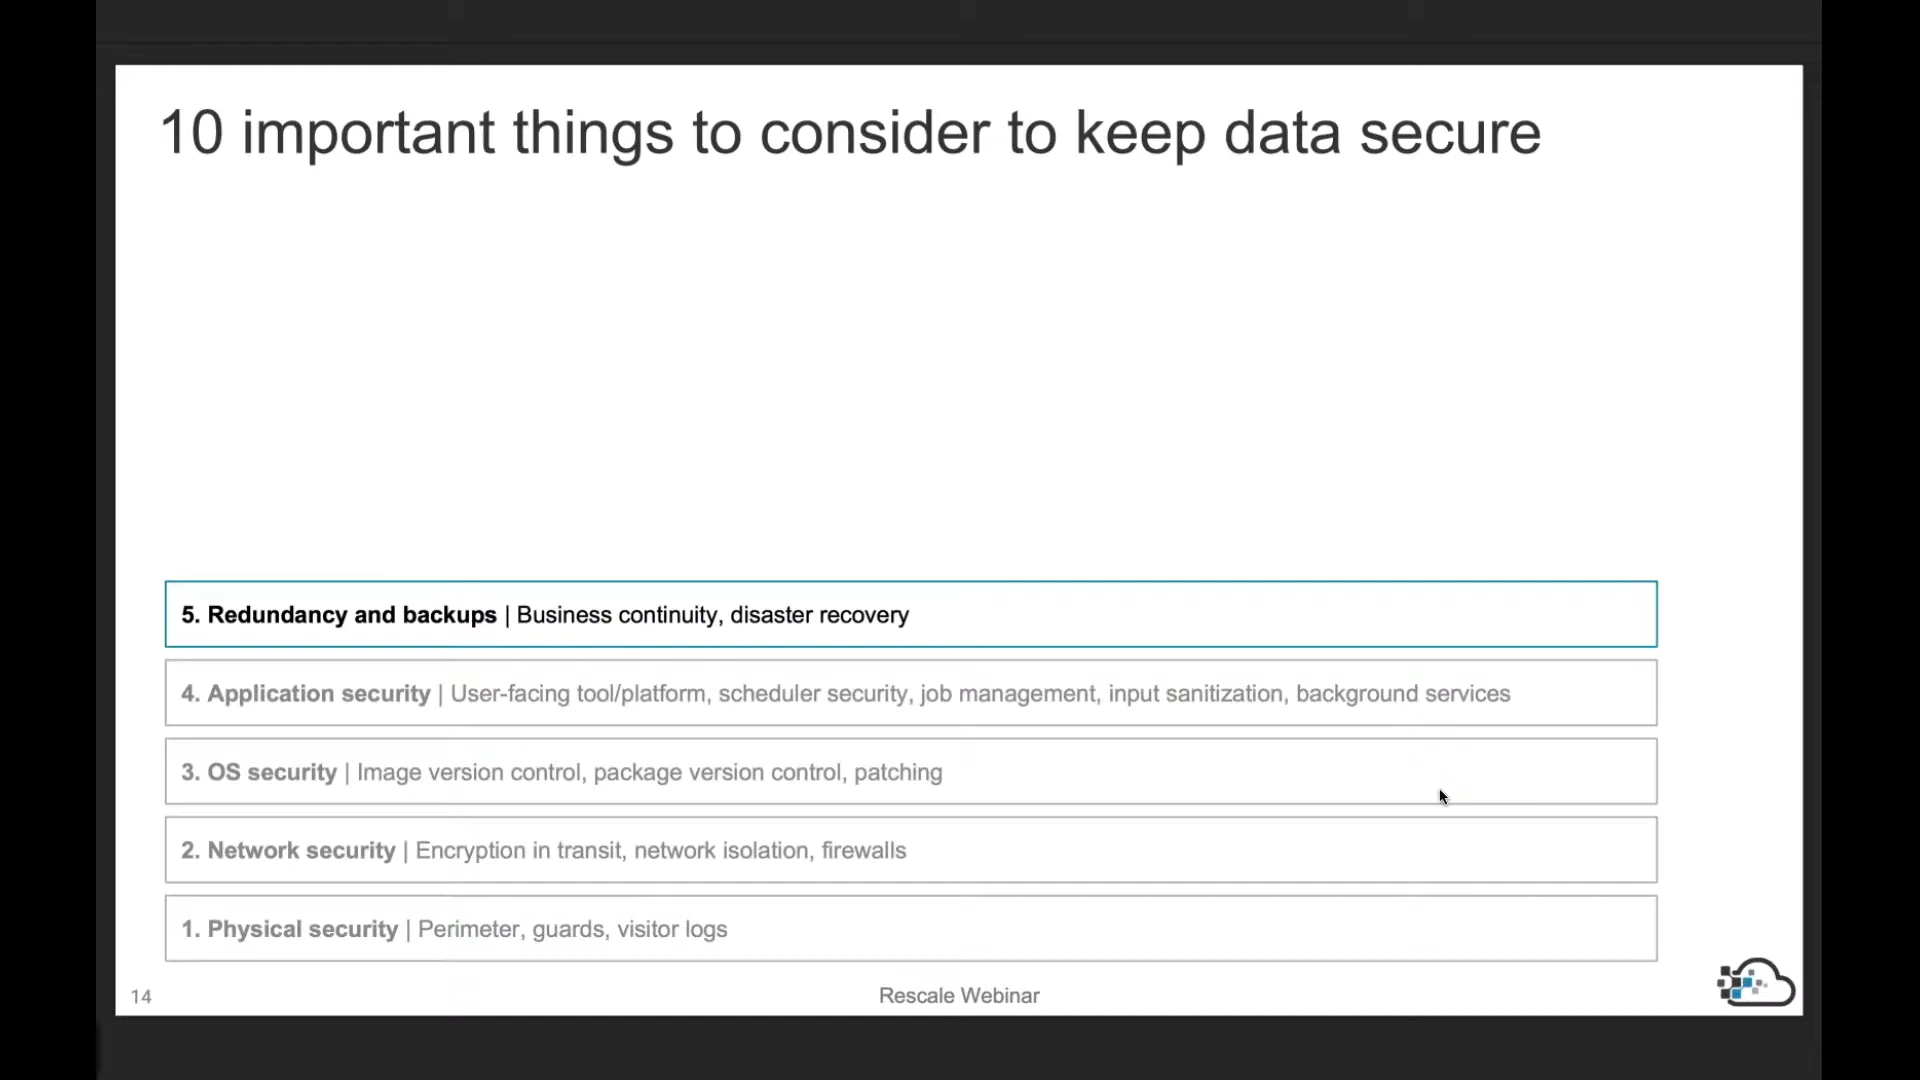 10 important things to consider to keep data secure
5. Redundancy and backups | Business continuity, disaster recovery
4. Application security | User-facing tool/platform, scheduler security, job management, input sanitization, background services
3. OS security | Image version control, package version control, patching
2. Network security | Encryption in transit, network isolation, firewalls
1. Physical security | Perimeter, guards, visitor logs
14
Rescale Webinar